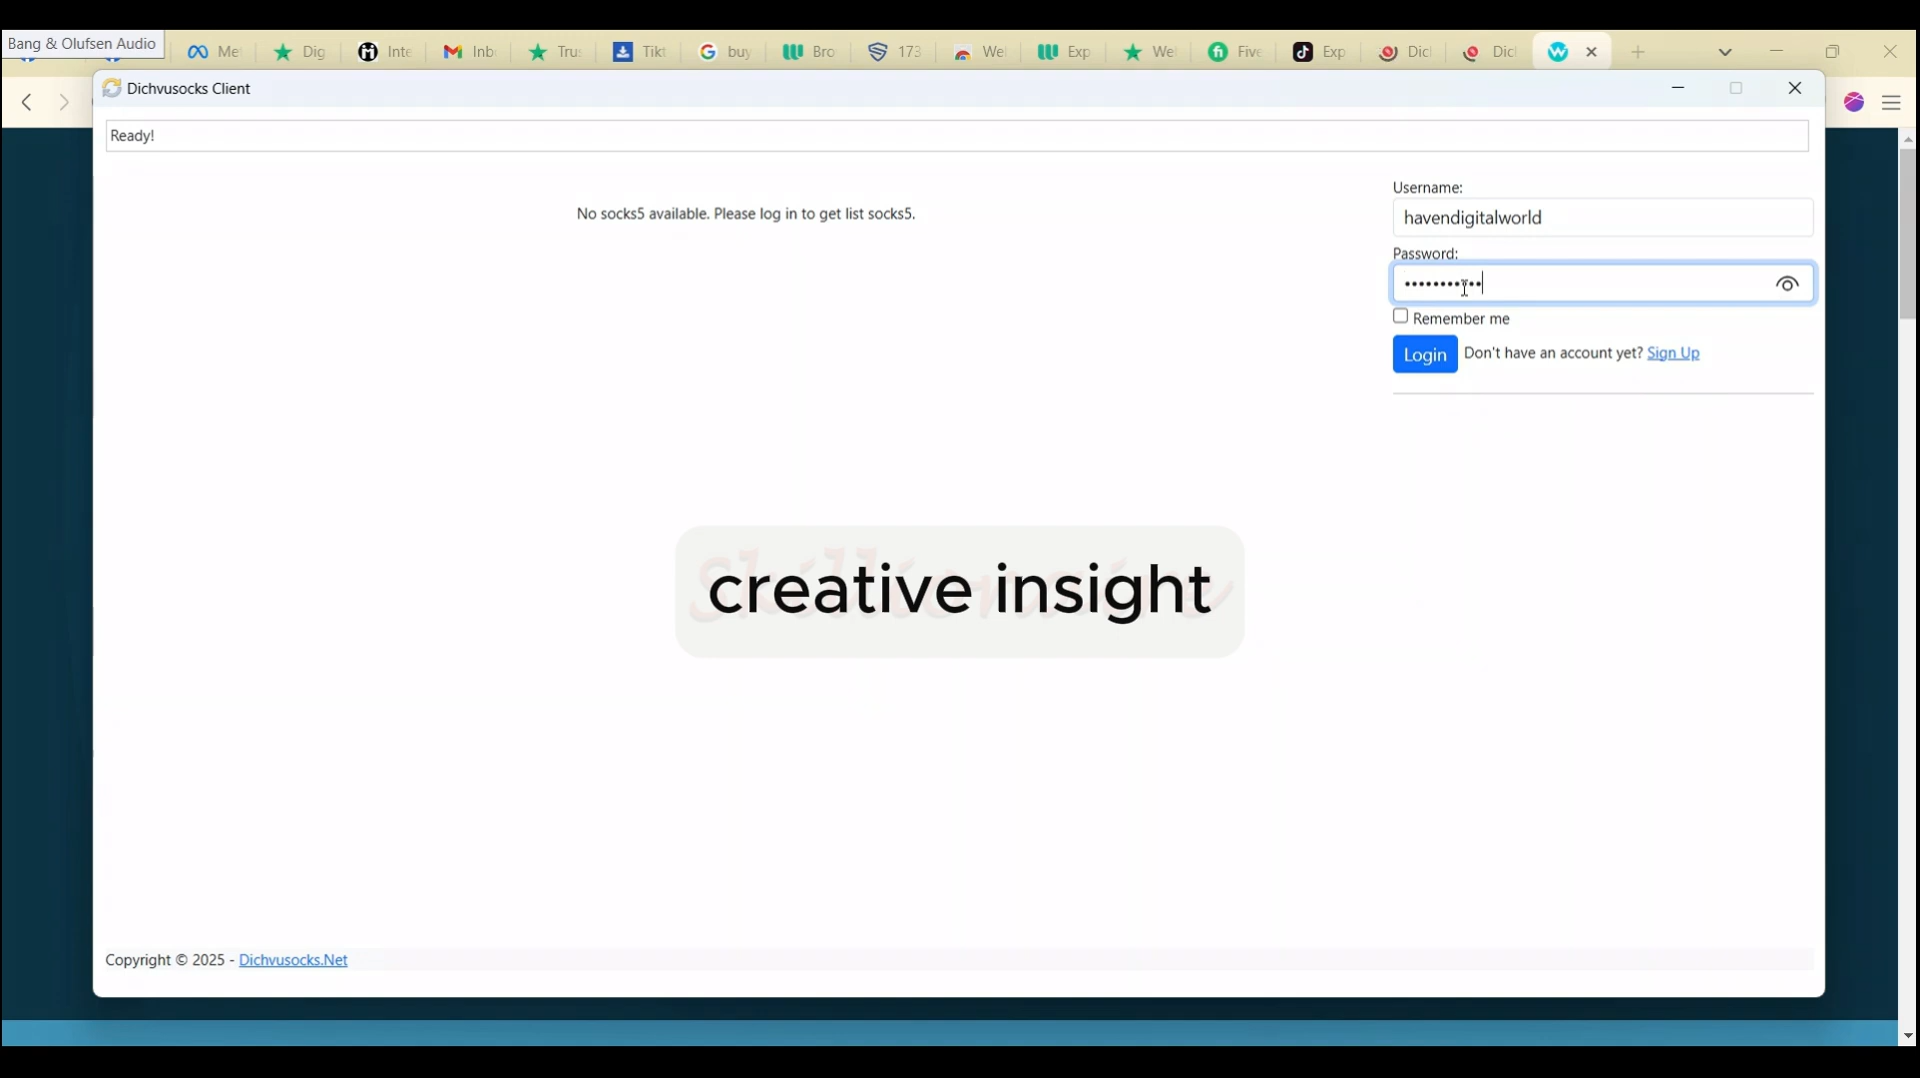 Bang & Olufsen Audio
Me
Dig
Inte
Inb
Tru
Tikt
buy
Bro
173
We
Exp
We
Five
Exp
Dicl
Dicl
Dichvusocks Client
Ready!
No socks5 available. Please log in to get list socks5.
Username:
havendigitalworld
Password:
Remember me
Login Don't have an account yet? Sign Up
creative insight
Copyright © 2025 - Dichvusocks.Net